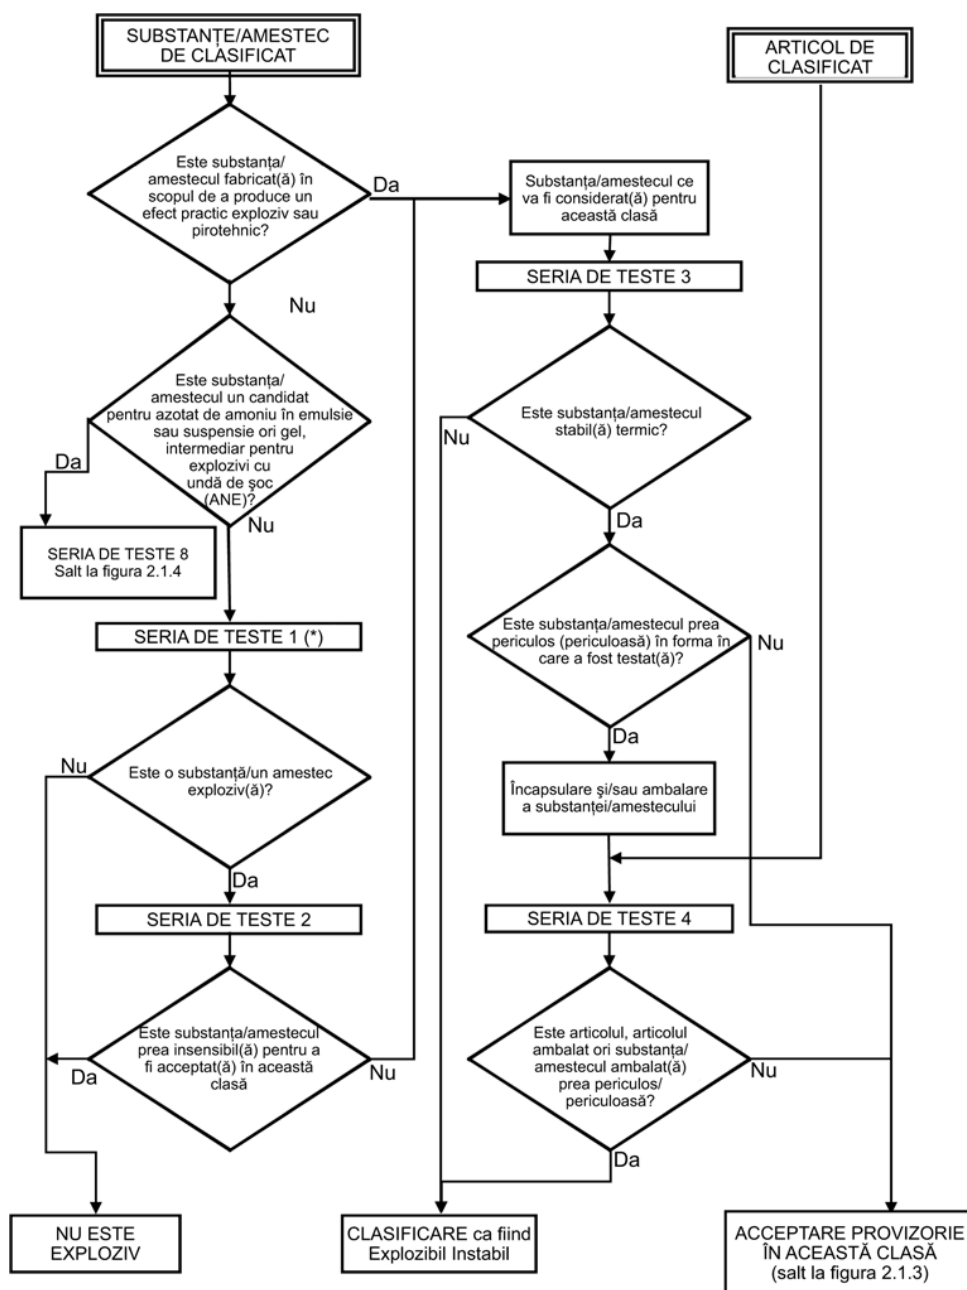 SUBSTANȚE/AMESTEC
DE CLASIFICAT
ARTICOL DE
CLASIFICAT
Este substanța/
amestecul fabricat(ă) în
scopul de a produce un
efect practic exploziv sau
pirotehnic?
Da
Substanța/amestecul ce
va fi considerat(ă) pentru
această clasă
SERIA DE TESTE 3
Nu
Este substanța/
amestecul un candidat
pentru azotat de amoniu în emulsie
sau suspensie ori gel,
intermediar pentru
explozivi cu
undă de șoc
(ANE)?
Da
Nu
SERIA DE TESTE 8
Salt la figura 2.1.4
Este substanța/amestecul
stabil(ă) termic?
Nu
Da
SERIA DE TESTE 1 (*)
Este substanța/amestecul prea
periculos (periculoasă) în forma în
care a fost testat(ă)?
Nu
Da
Nu
Este o substanță/un amestec
exploziv(ă)?
Da
Încapsulare și/sau ambalare
a substanței/amestecului
SERIA DE TESTE 2
SERIA DE TESTE 4
Este substanța/amestecul
prea insensibil(ă) pentru a
fi acceptat(ă) în această
clasă
Da
Nu
Este articolul, articolul
ambalat ori substanța/
amestecul ambalat(ă)
prea periculos/
periculoasă?
Nu
Da
NU ESTE
EXPLOZIV
CLASIFICARE ca fiind
Explozibil Instabil
ACCEPTARE PROVIZORIE
ÎN ACEASTĂ CLASĂ
(salt la figura 2.1.3)